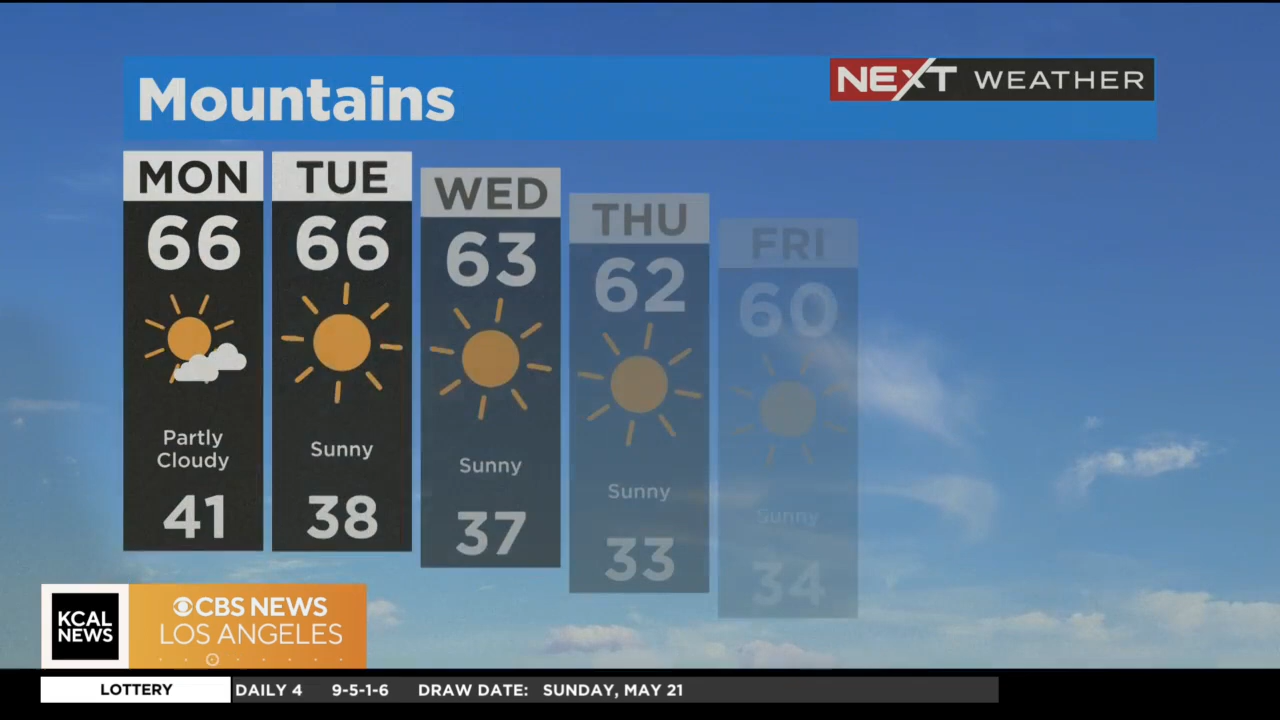 Mountains
NEXT WEATHER
MON
66
Partly
Cloudy
41
TUE
66
Sunny
38
WED
63
Sunny
37
THU
62
Sunny
33
FRI
60
Sunny
34
KCAL
NEWS
CBS NEWS
LOS ANGELES
LOTTERY
DAILY 4 9-5-1-6 DRAW DATE: SUNDAY, MAY 21